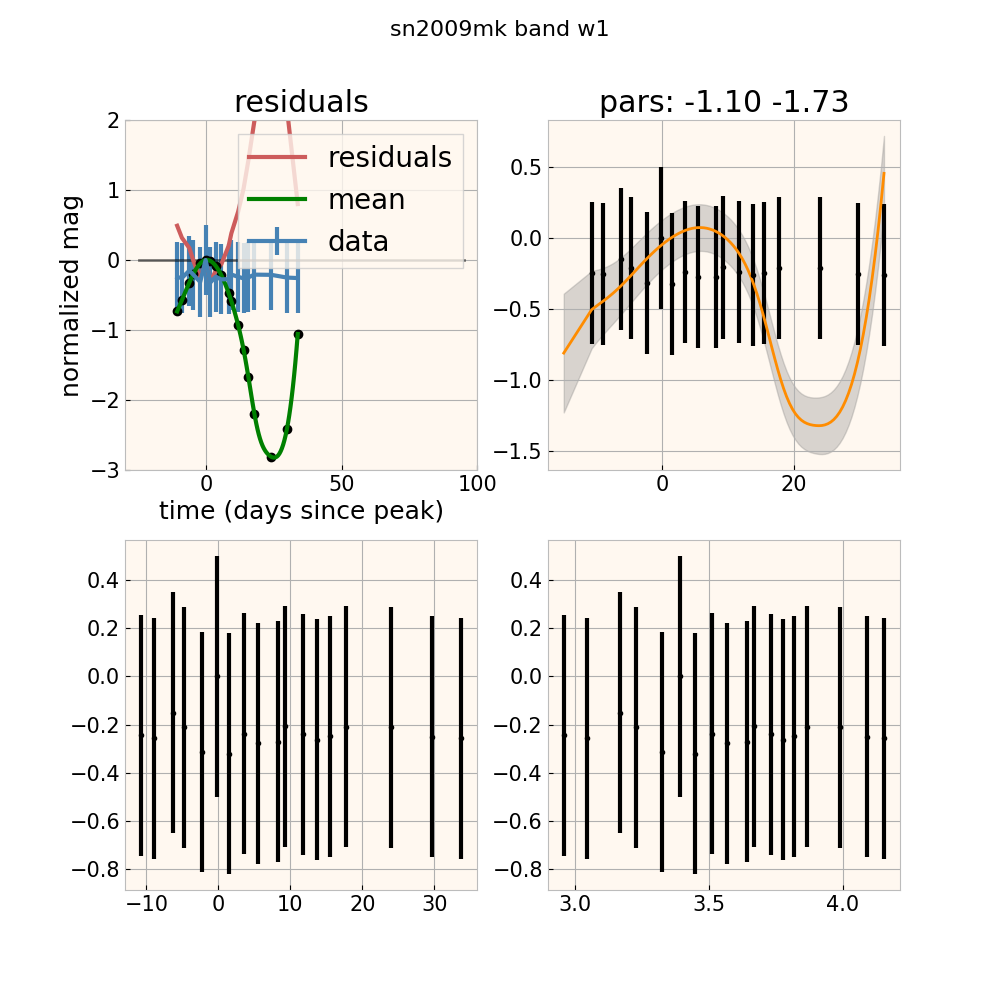 sn2009mk band w1
residuals
pars: -1.10 -1.73
normalized mag
2
1
0
−1
−2
−3
residuals
mean
data
0 50 100
time (days since peak)
0.5
0.0
−0.5
−1.0
−1.5
0 20
0.4
0.2
0.0
−0.2
−0.4
−0.6
−0.8
−10 0 10 20 30
0.4
0.2
0.0
−0.2
−0.4
−0.6
−0.8
3.0 3.5 4.0